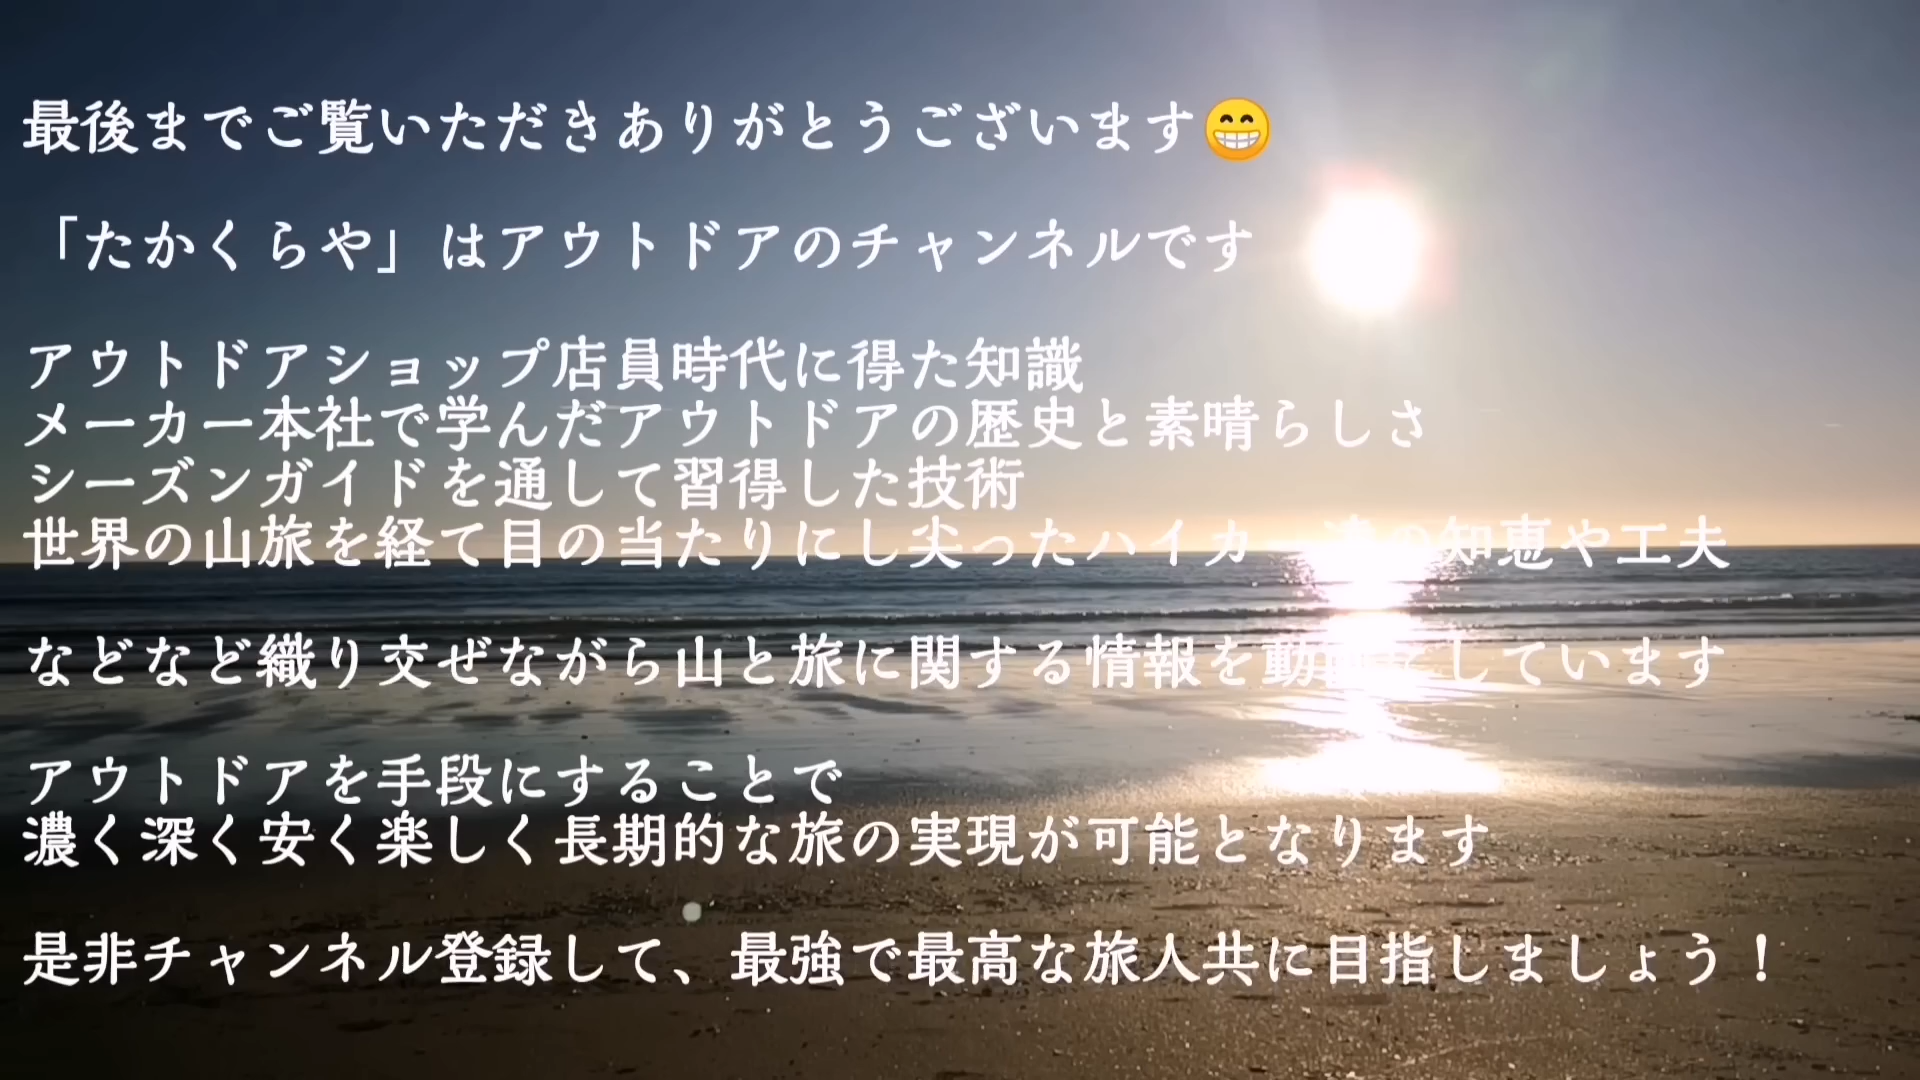 最後までご覧いただきありがとうございます😁
「たかくらや」はアウトドアのチャンネルです
アウトドアショップ店員時代に得た知識
メーカー本社で学んだアウトドアの歴史と素晴らしさ
シーズンガイドを通して習得した技術
世界の山旅を経て目の当たりにし尖ったハイカー達の知恵や工夫
などなど織り交ぜながら山と旅に関する情報を動画にしています
アウトドアを手段にすることで
濃く深く安く楽しく長期的な旅の実現が可能となります
是非チャンネル登録して、最強で最高な旅人共に目指しましょう！